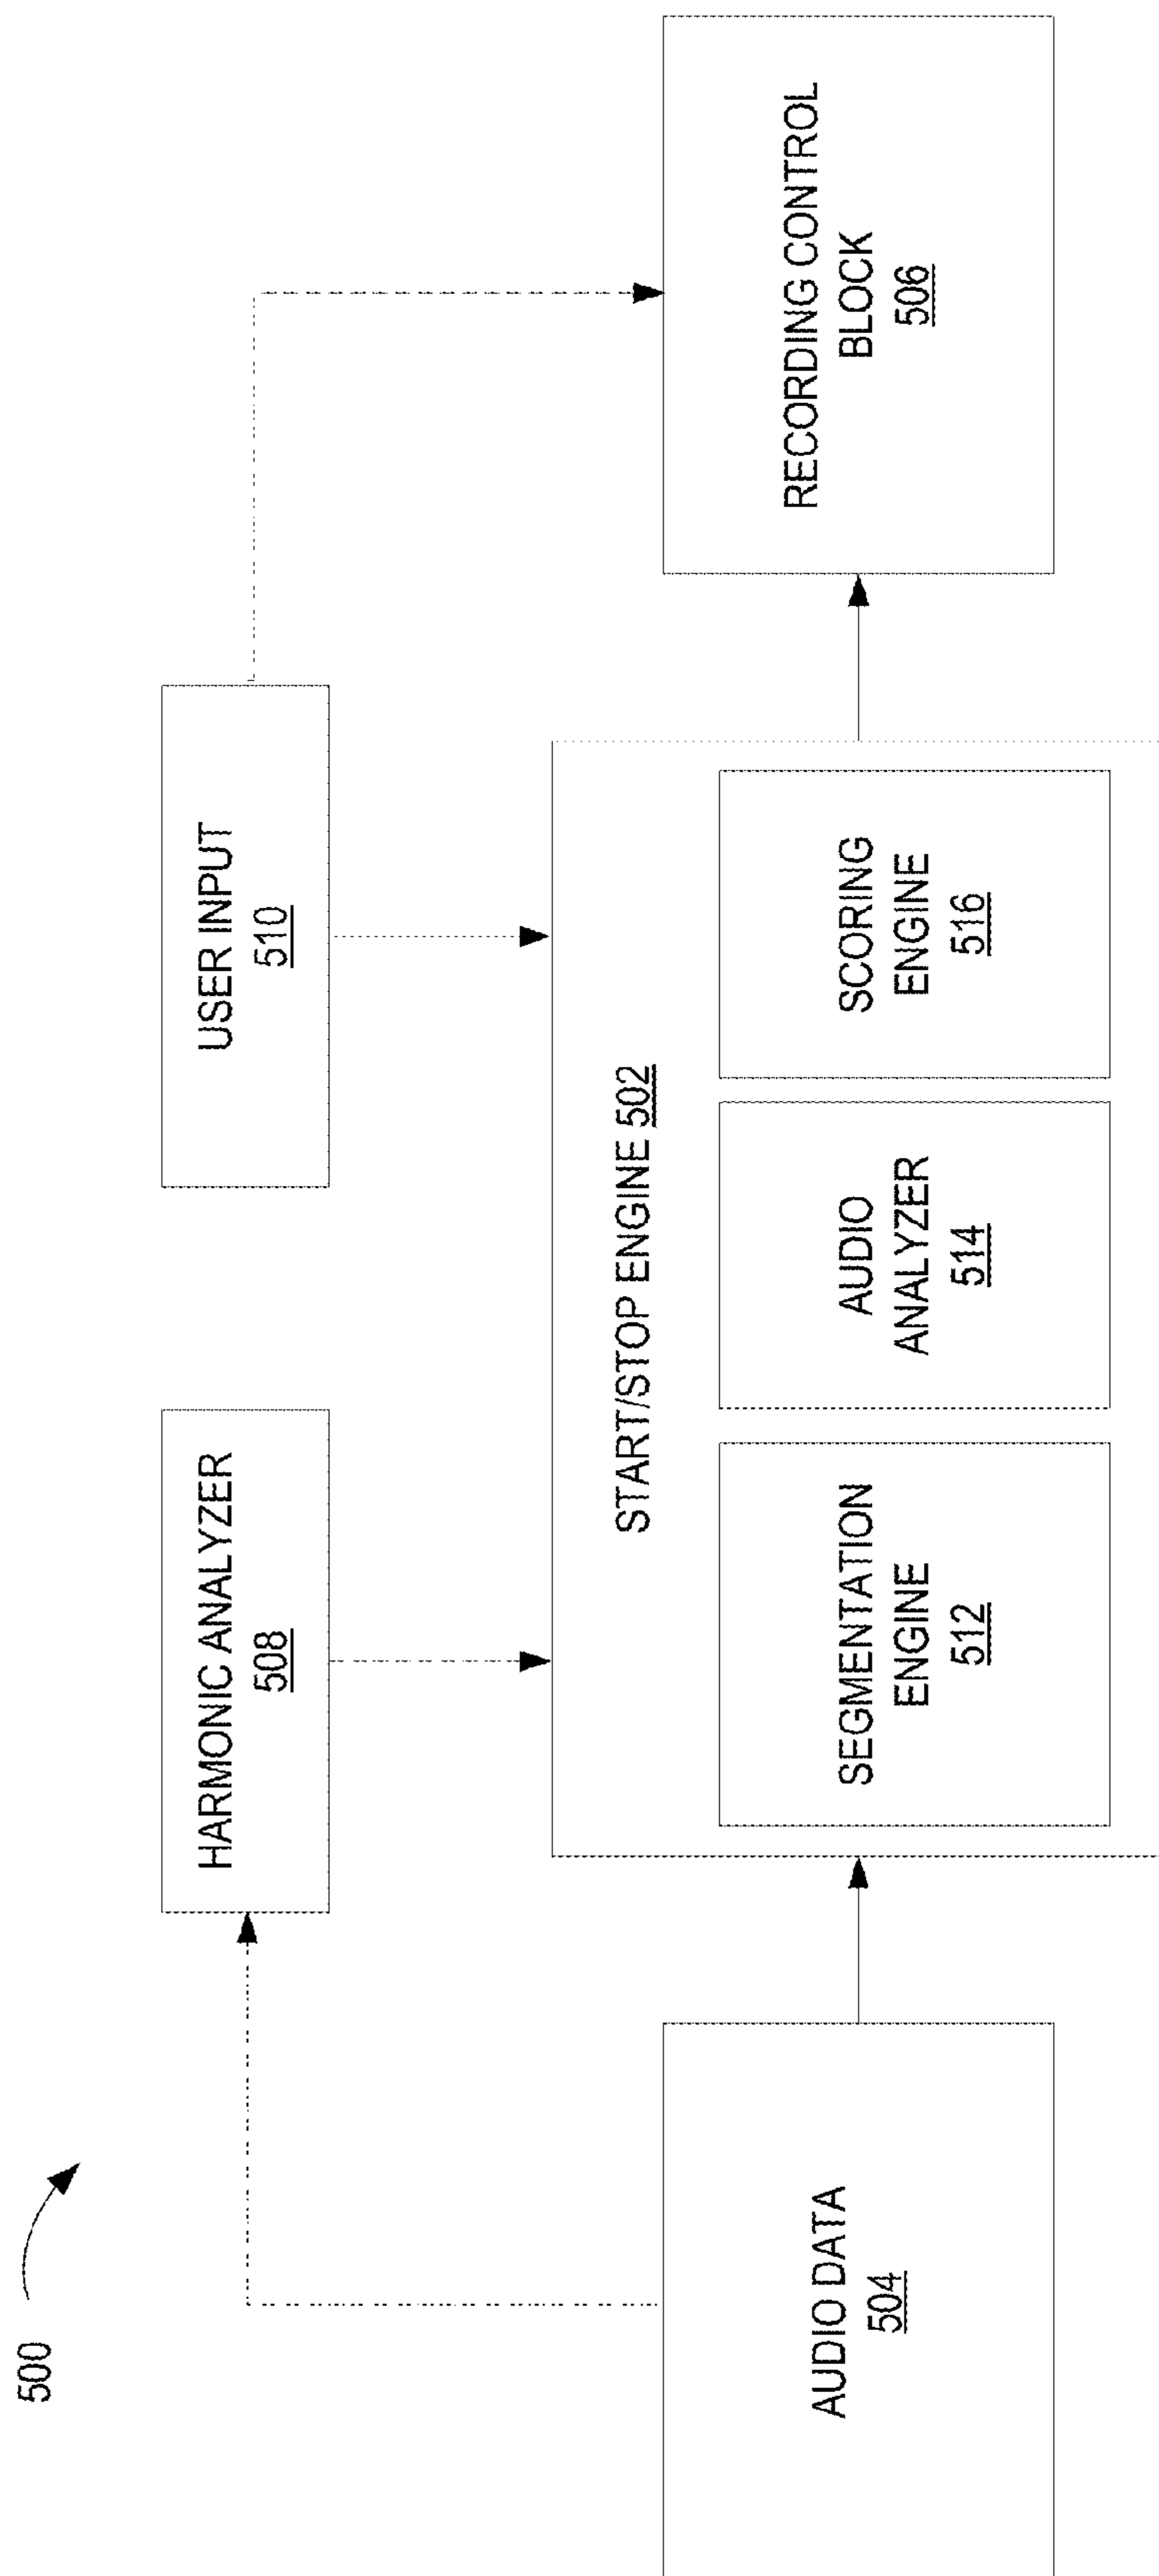 500
HARMONIC ANALYZER
508
USER INPUT
510
START/STOP ENGINE 502
AUDIO DATA
504
SEGMENTATION
ENGINE
512
AUDIO
ANALYZER
514
SCORING
ENGINE
516
RECORDING CONTROL
BLOCK
506